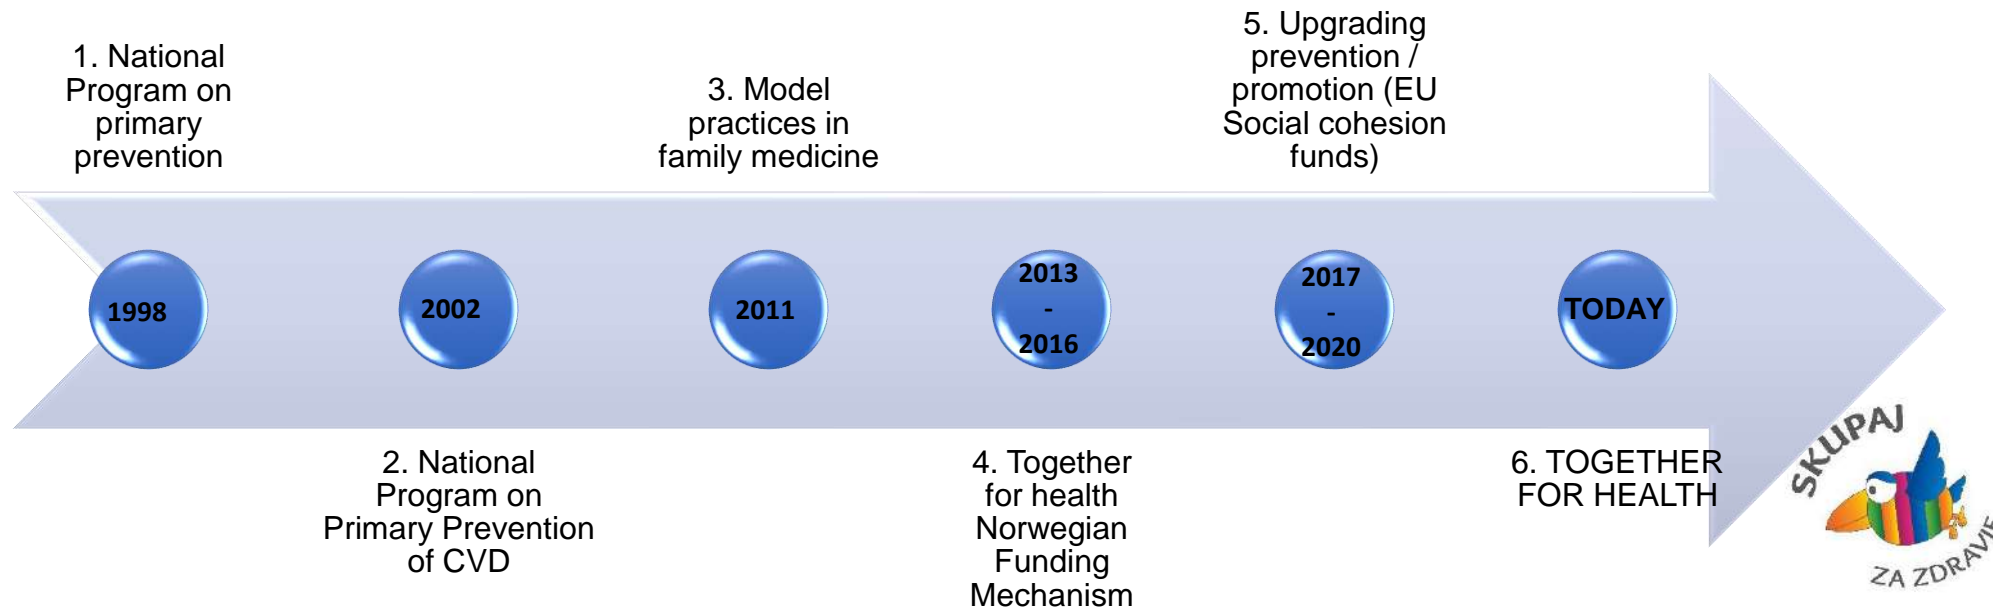 1. National
Program on
primary
prevention
3. Model
practices in
family medicine
5. Upgrading
prevention /
promotion (EU
Social cohesion
funds)
1998
2002
2011
2013
-
2016
2017
-
2020
TODAY
2. National
Program on
Primary Prevention
of CVD
4. Together
for health
Norwegian
Funding
Mechanism
6. TOGETHER
FOR HEALTH
SKUPAJ
ZA ZDRAVJE